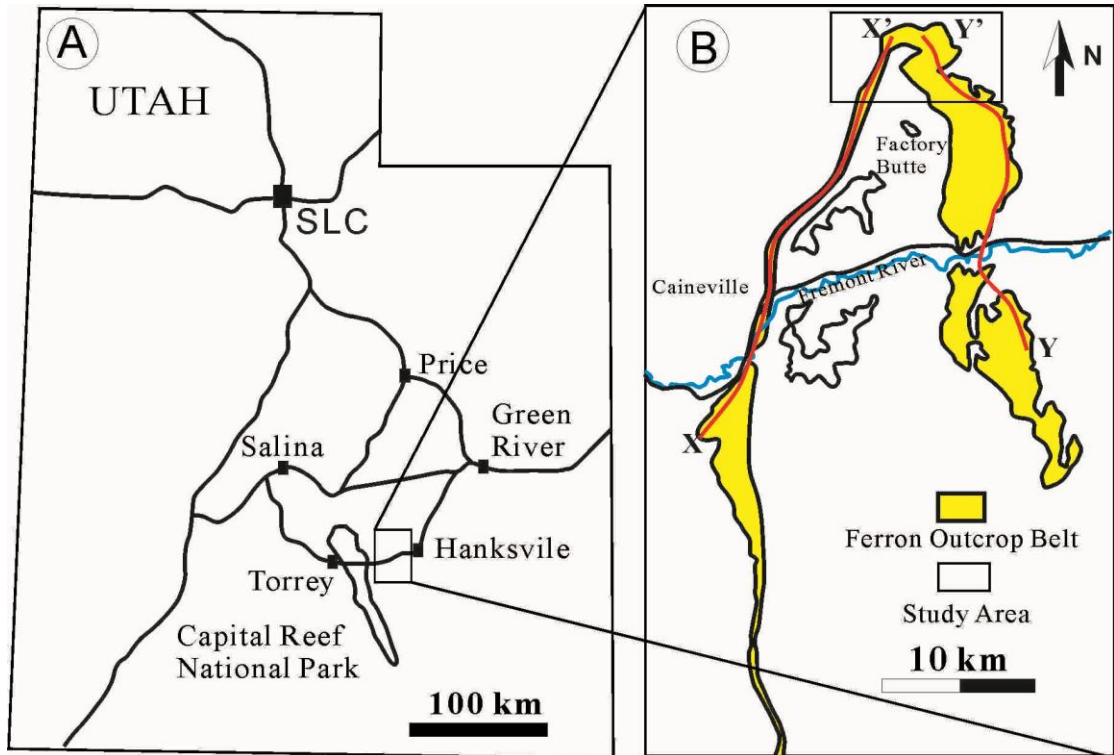 A
UTAH
SLC
Price
Green
River
Salina
Hanksvile
Torrey
Capital Reef
National Park
100 km
B
X'
Y'
N
Factory
Butte
Caineville
Fremont River
Y
X
Ferron Outcrop Belt
Study Area
10 km